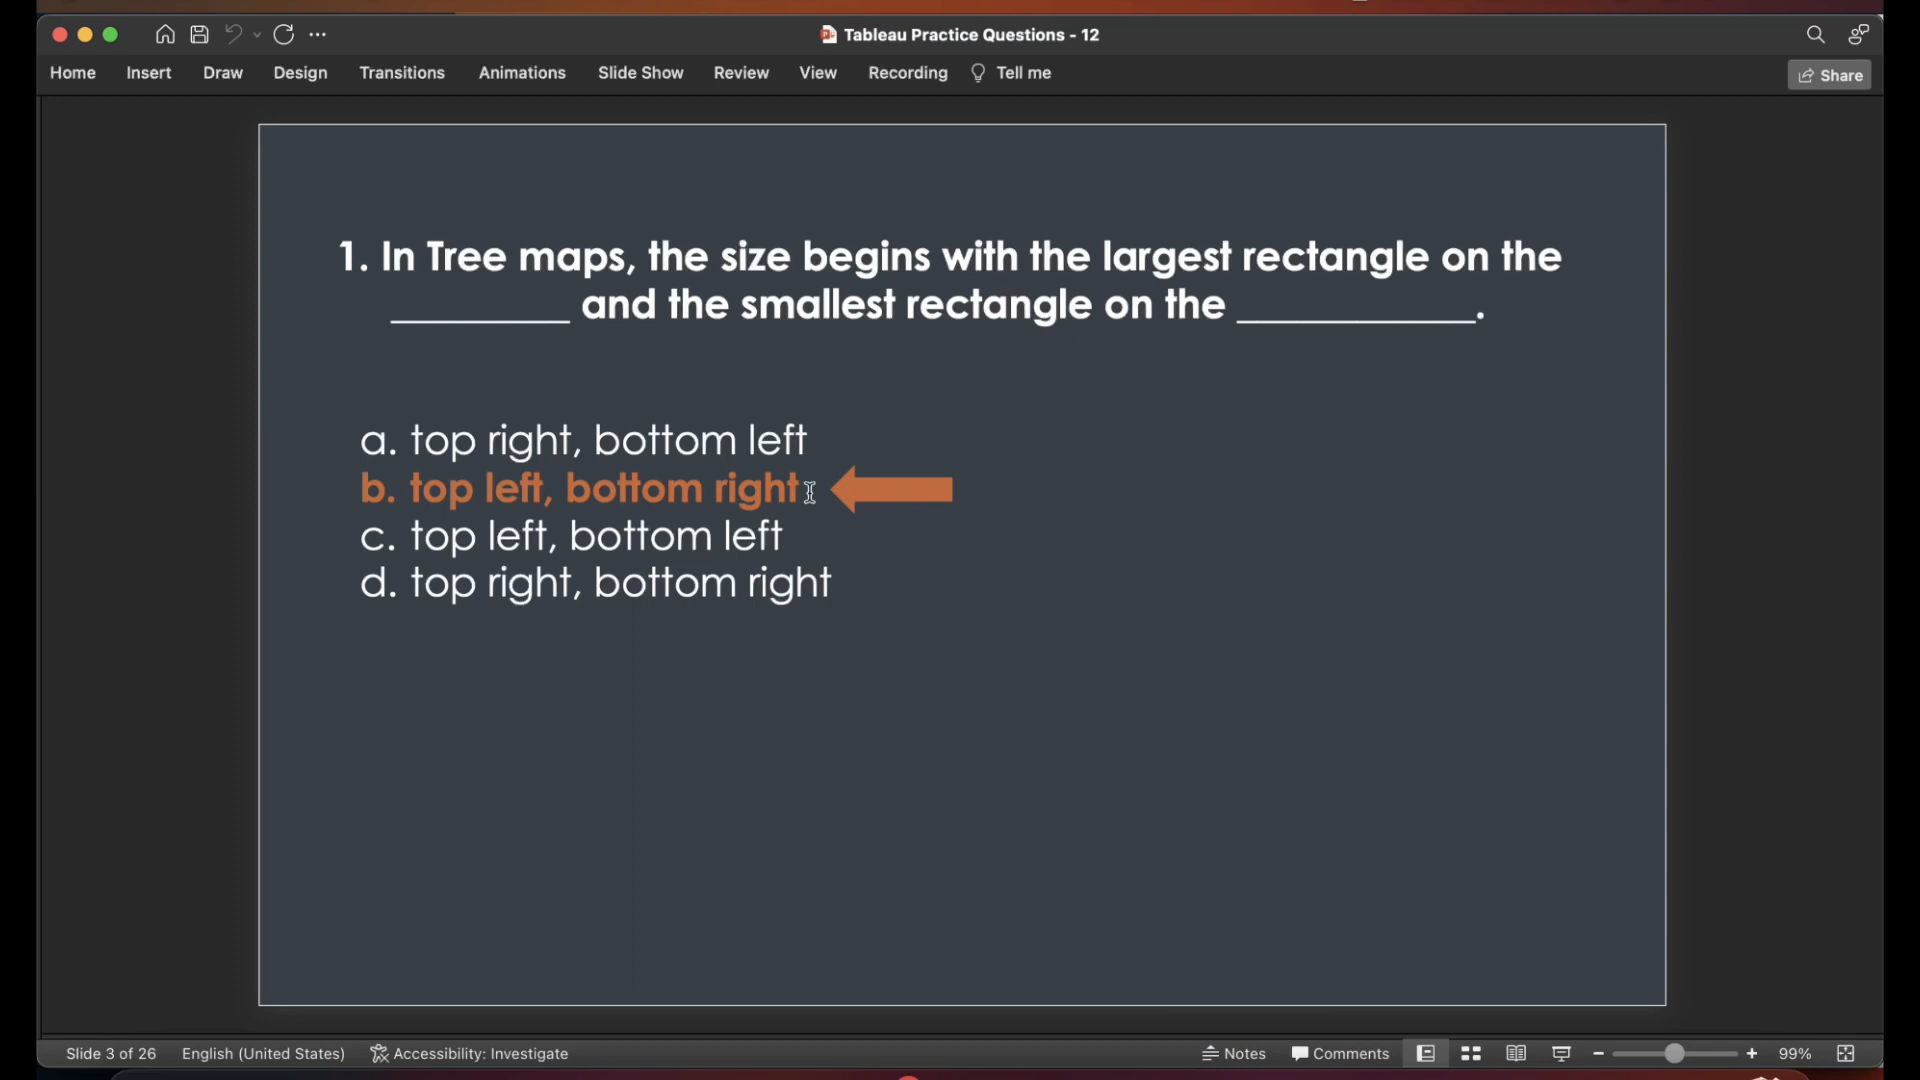 Tableau Practice Questions - 12
Home Insert Draw Design Transitions Animations Slide Show Review View Recording Tell me Share
1. In Tree maps, the size begins with the largest rectangle on the
_________ and the smallest rectangle on the ____________.
a. top right, bottom left
b. top left, bottom right
c. top left, bottom left
d. top right, bottom right
Slide 3 of 26 English (United States) Accessibility: Investigate Notes Comments 99%